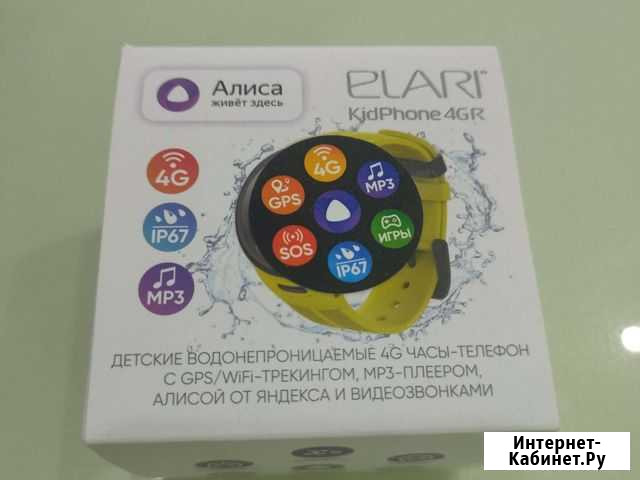 Алиса
живёт здесь
ELARI
KidPhone 4GR
4G
IP67
MP3
4G
GPS
MP3
SOS
ИГРЫ
IP67
ДЕТСКИЕ ВОДОНЕПРОНИЦАЕМЫЕ 4G ЧАСЫ-ТЕЛЕФОН
С GPS/WiFi-ТРЕКИНГОМ, MP3-ПЛЕЕРОМ,
АЛИСОЙ ОТ ЯНДЕКСА И ВИДЕОЗВОНКАМИ
Интернет-
Кабинет.Ру